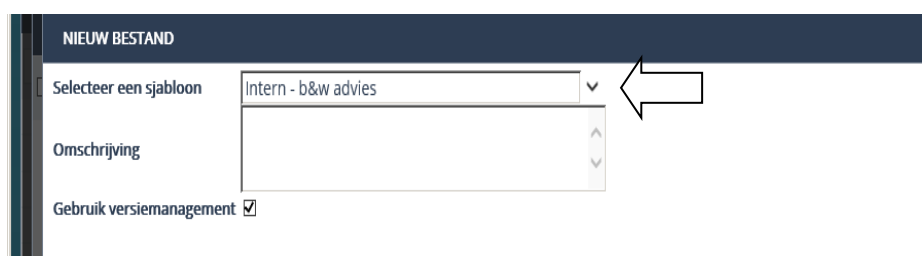 NIEUW BESTAND
Selecteer een sjabloon Intern - b&w advies
Omschrijving
Gebruik versiemanagement